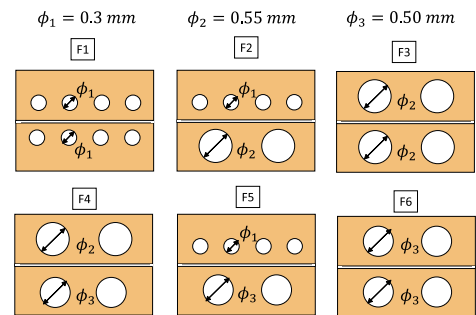 ϕ₁ = 0.3 mm ϕ₂ = 0.55 mm ϕ₃ = 0.50 mm
F1 F2 F3
ϕ₁ ϕ₁ ϕ₂
ϕ₁ ϕ₂ ϕ₂
F4 F5 F6
ϕ₂ ϕ₁ ϕ₃
ϕ₃ ϕ₃ ϕ₃